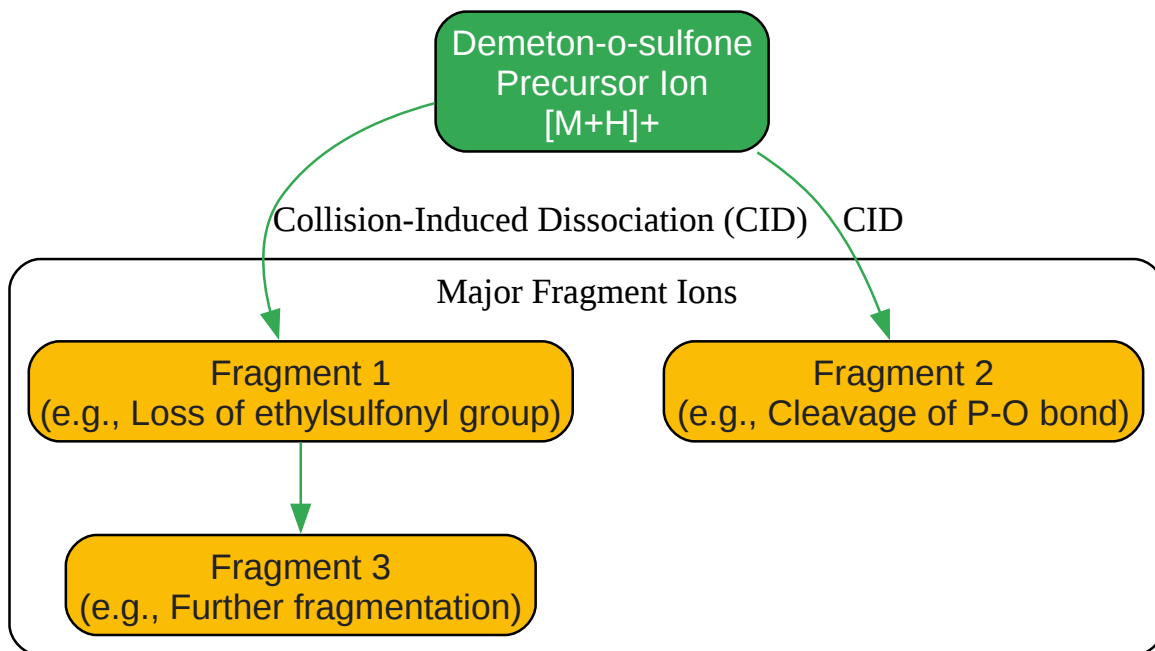 Demeton-o-sulfone
Precursor Ion
[M+H]+
Collision-Induced Dissociation (CID)
CID
Major Fragment Ions
Fragment 1
(e.g., Loss of ethylsulfonyl group)
Fragment 2
(e.g., Cleavage of P-O bond)
Fragment 3
(e.g., Further fragmentation)